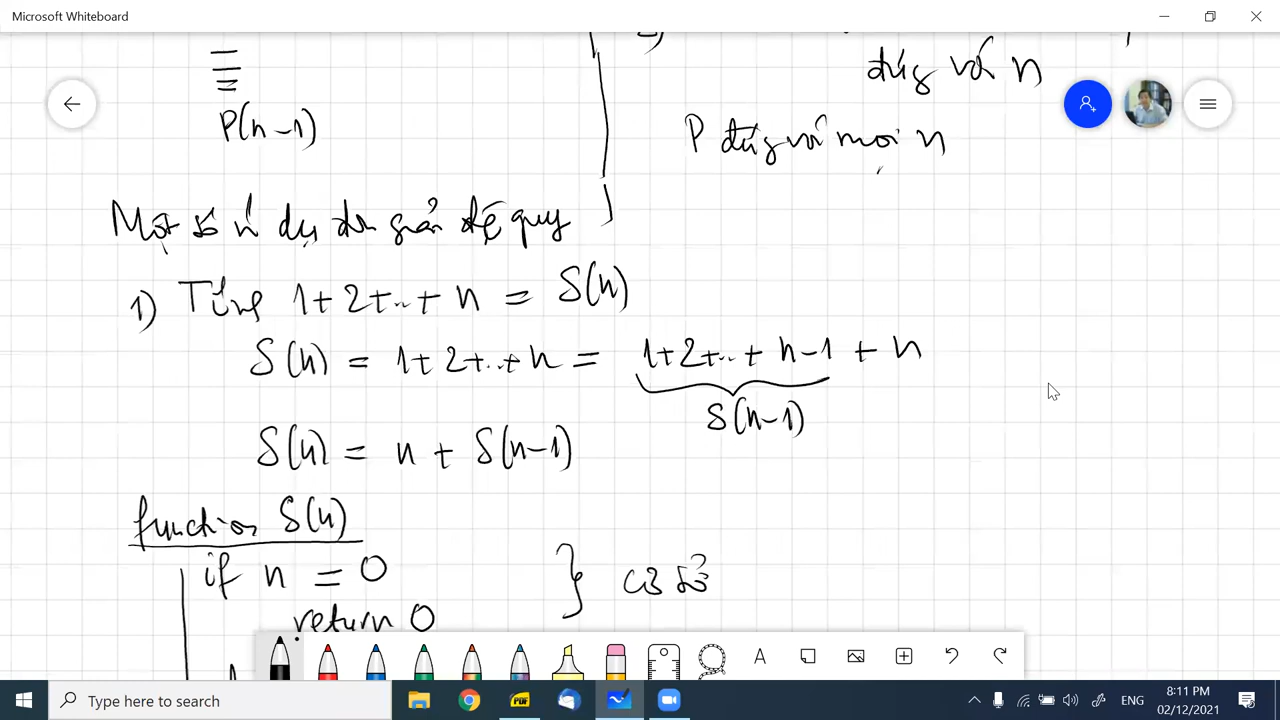 Microsoft Whiteboard
đúng với n
P(n-1)
P đúng với mọi n
Một số ví dụ đơn giản đệ quy
1) Tổng 1+2+..+ n = S(n)
S(n) = 1+2+..+n = 1+2+..+ n-1 + n
S(n-1)
S(n) = n + S(n-1)
function S(n)
if n = 0
cơ sở
return 0
Type here to search
PDF
ENG
8:11 PM
02/12/2021